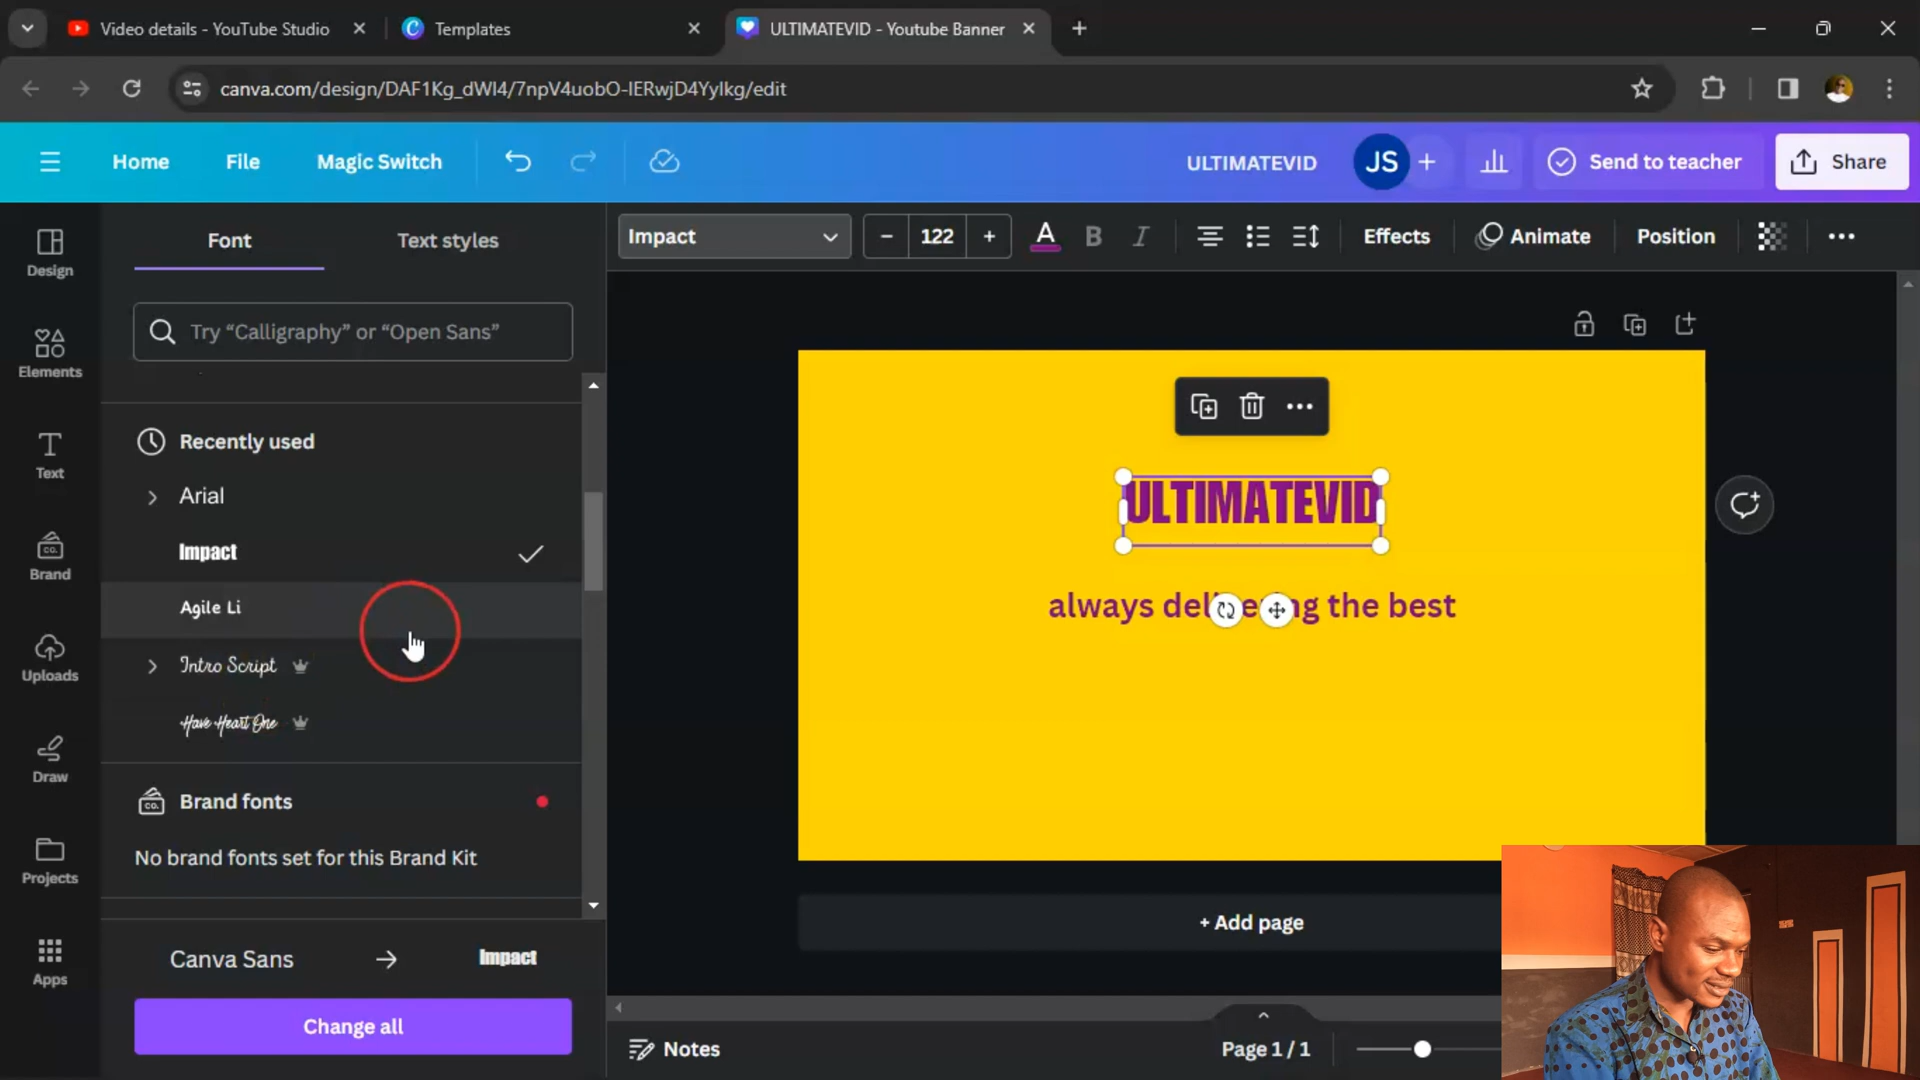 Video details - YouTube Studio
Templates
ULTIMATEVID - Youtube Banner
canva.com/design/DAF1Kg_dWI4/7npV4uobO-IERwjD4Yylkg/edit
Home
File
Magic Switch
ULTIMATEVID
JS
Send to teacher
Share
Design
Elements
Text
Brand
Uploads
Draw
Projects
Apps
Font
Text styles
Try “Calligraphy” or “Open Sans”
Recently used
Arial
Impact
Agile Li
Intro Script
Have Heart One
CO.
Brand fonts
No brand fonts set for this Brand Kit
Canva Sans
Impact
Change all
Impact
122
A
B
I
Effects
Animate
Position
ULTIMATEVID
always delivering the best
+ Add page
Notes
Page 1 / 1